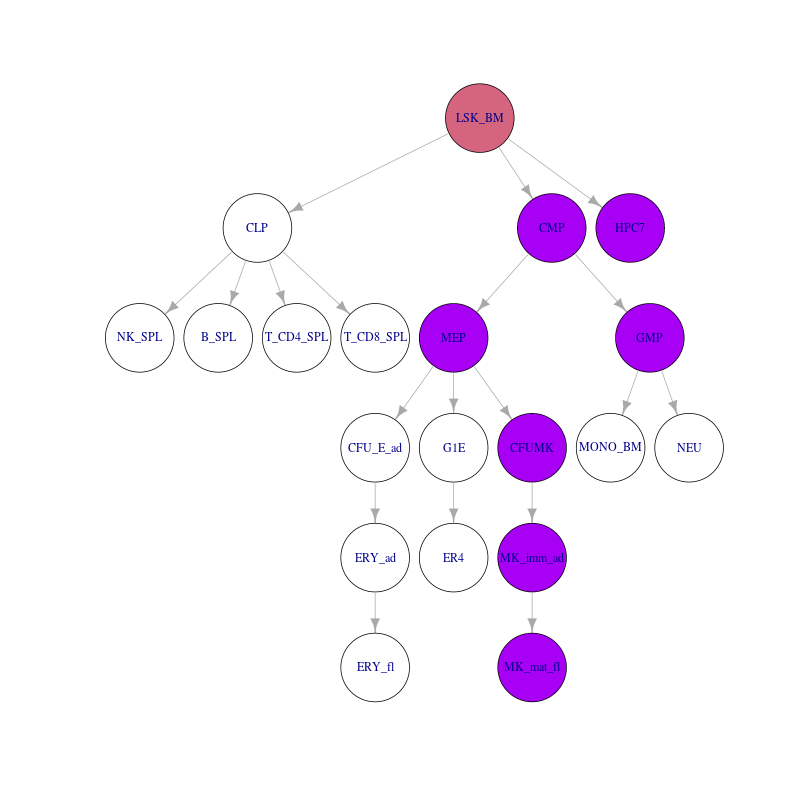 LSK_BM
CLP
CMP
HPC7
NK_SPL
B_SPL
T_CD4_SPL
T_CD8_SPL
MEP
GMP
CFU_E_ad
G1E
CFUMK
MONO_BM
NEU
ERY_ad
ER4
MK_imm_ad
ERY_fl
MK_mat_fl